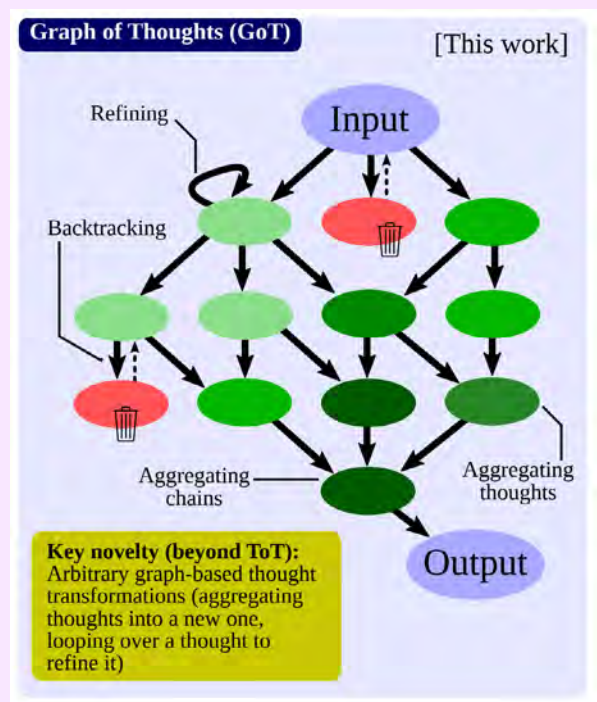 Graph of Thoughts (GoT)
[This work]
Refining
Input
Backtracking
Aggregating
chains
Aggregating
thoughts
Key novelty (beyond ToT):
Arbitrary graph-based thought
transformations (aggregating
thoughts into a new one,
looping over a thought to
refine it)
Output